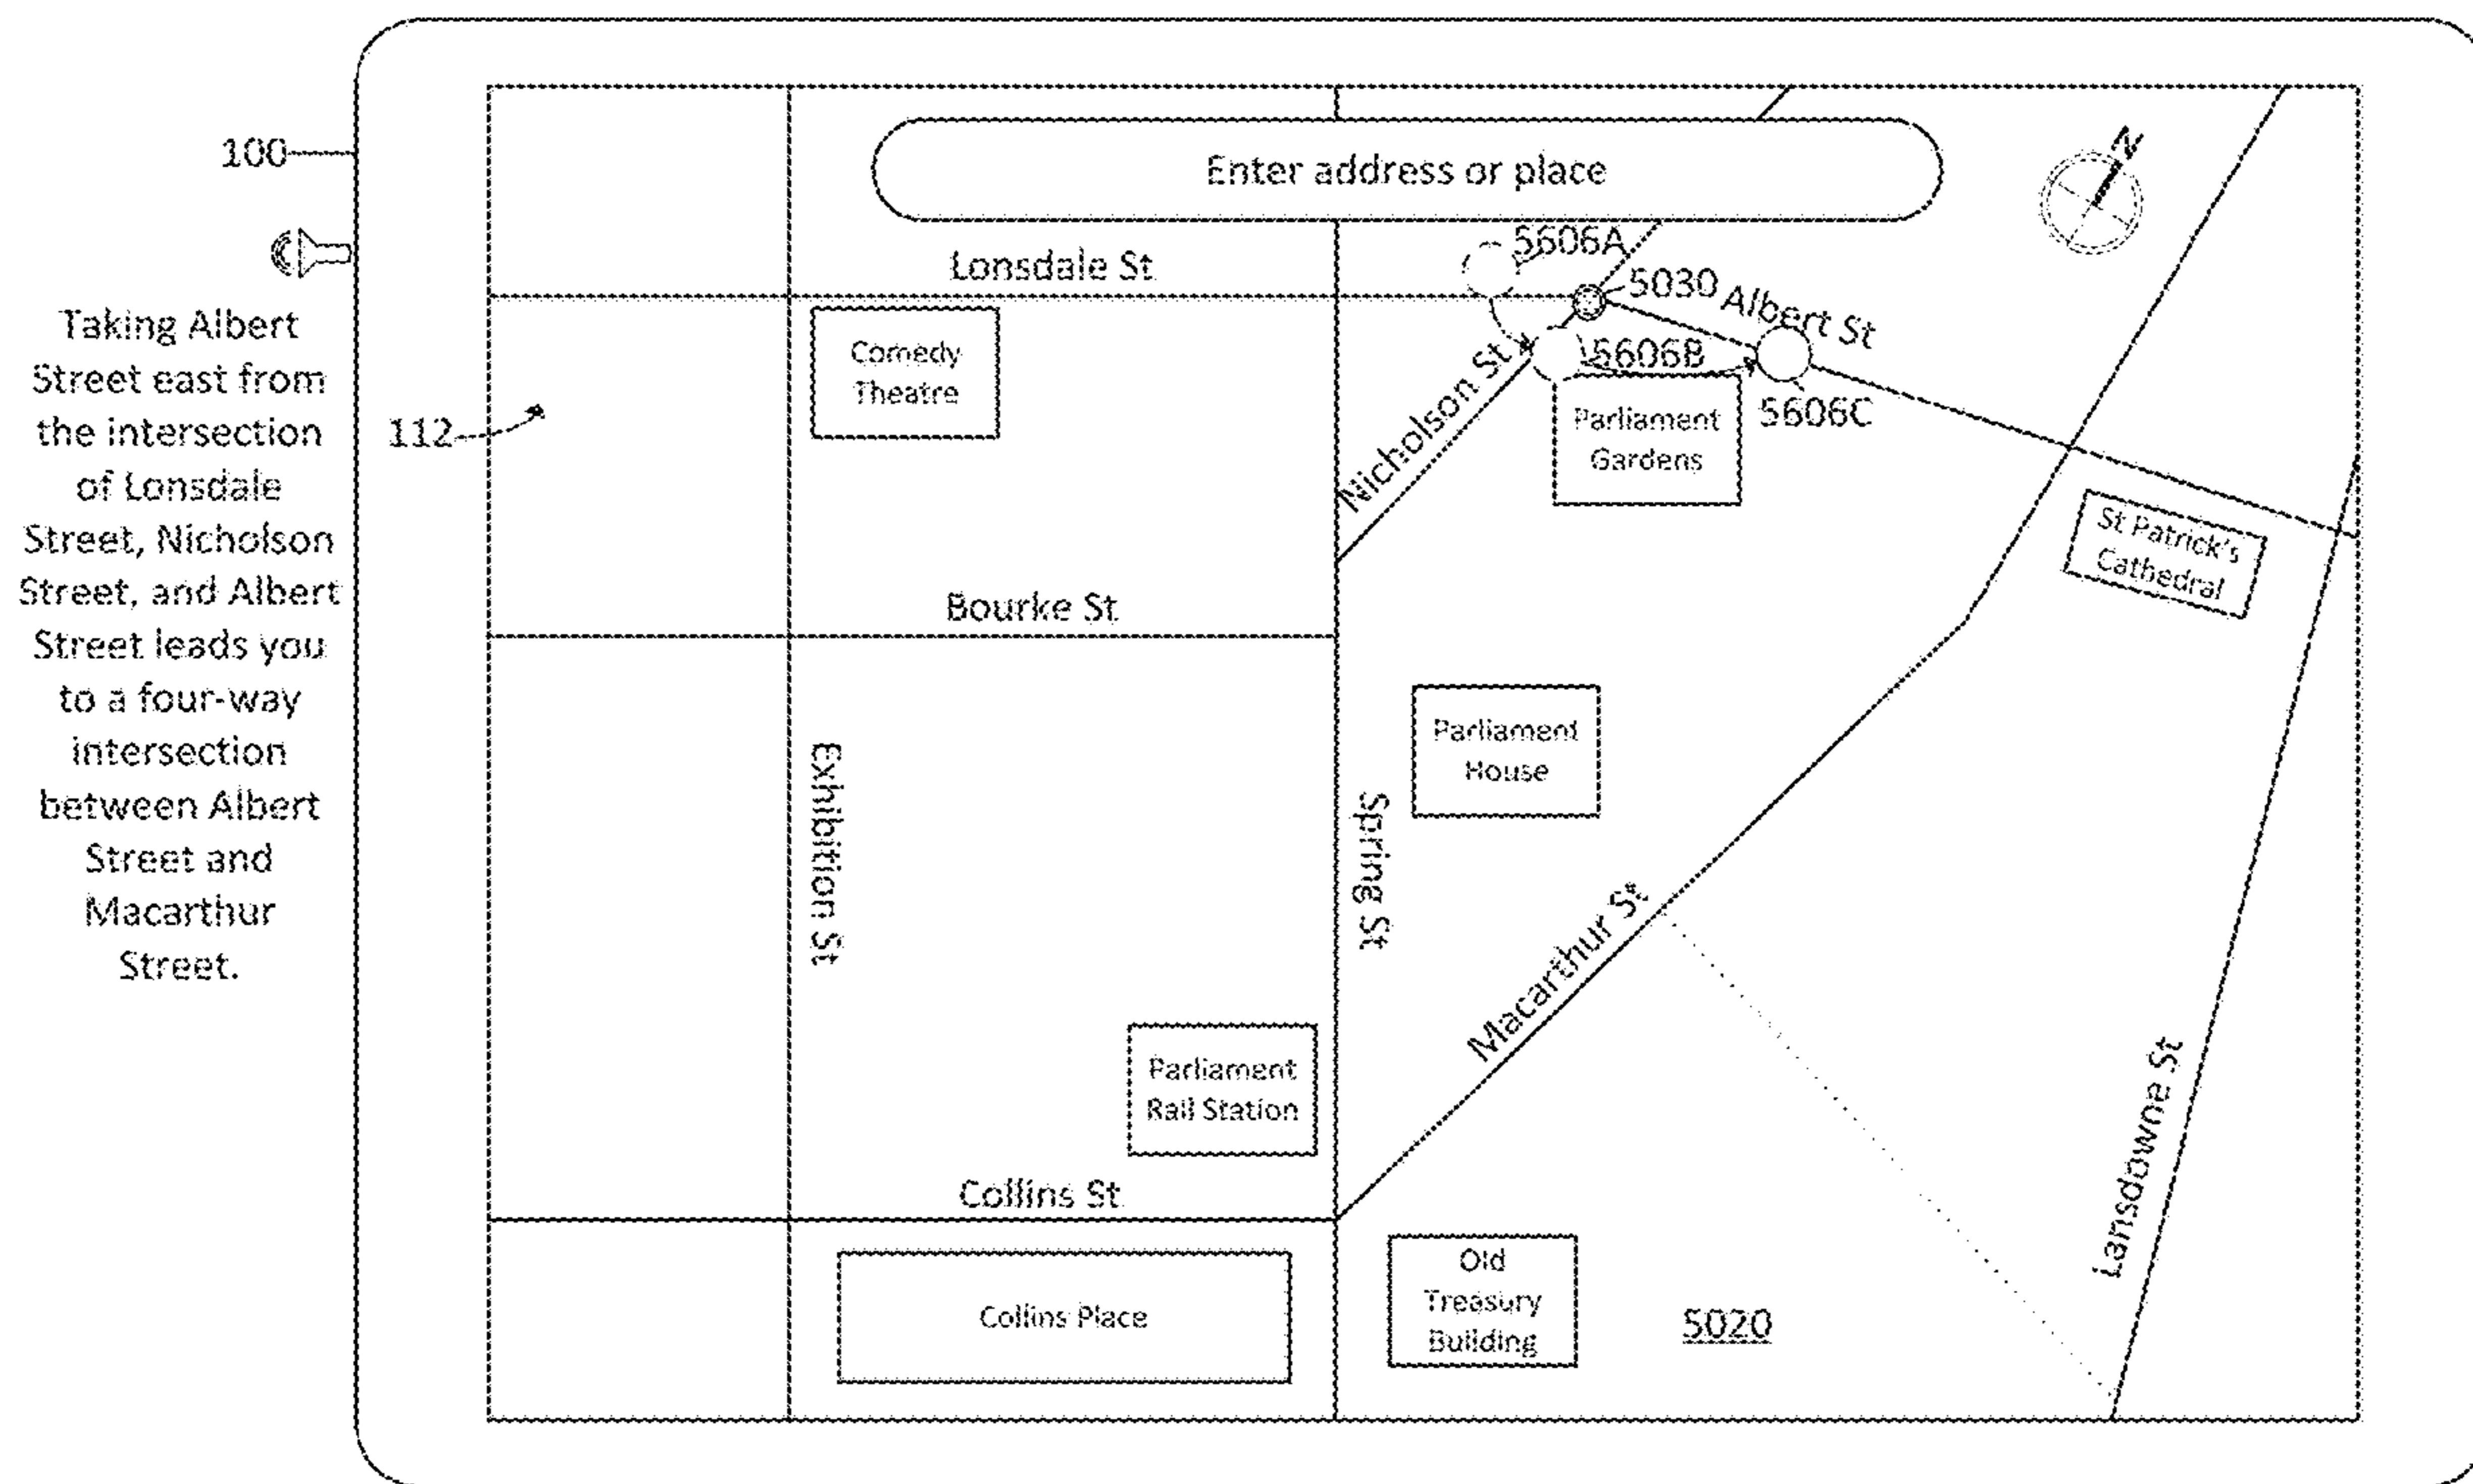 100
Taking Albert
Street east from
the intersection
of Lonsdale
Street, Nicholson
Street, and Albert
Street leads you
to a four-way
intersection
between Albert
Street and
Macarthur
Street.
112
Enter address or place
N
Lonsdale St
5606A
5030
Albert St
Comedy
Theatre
Nicholson St
5606B
5606C
Parliament
Gardens
St Patrick's
Cathedral
Bourke St
Parliament
House
Exhibition St
Spring St
Macarthur St
Parliament
Rail Station
Lansdowne St
Collins St
Collins Place
Old
Treasury
Building
5020